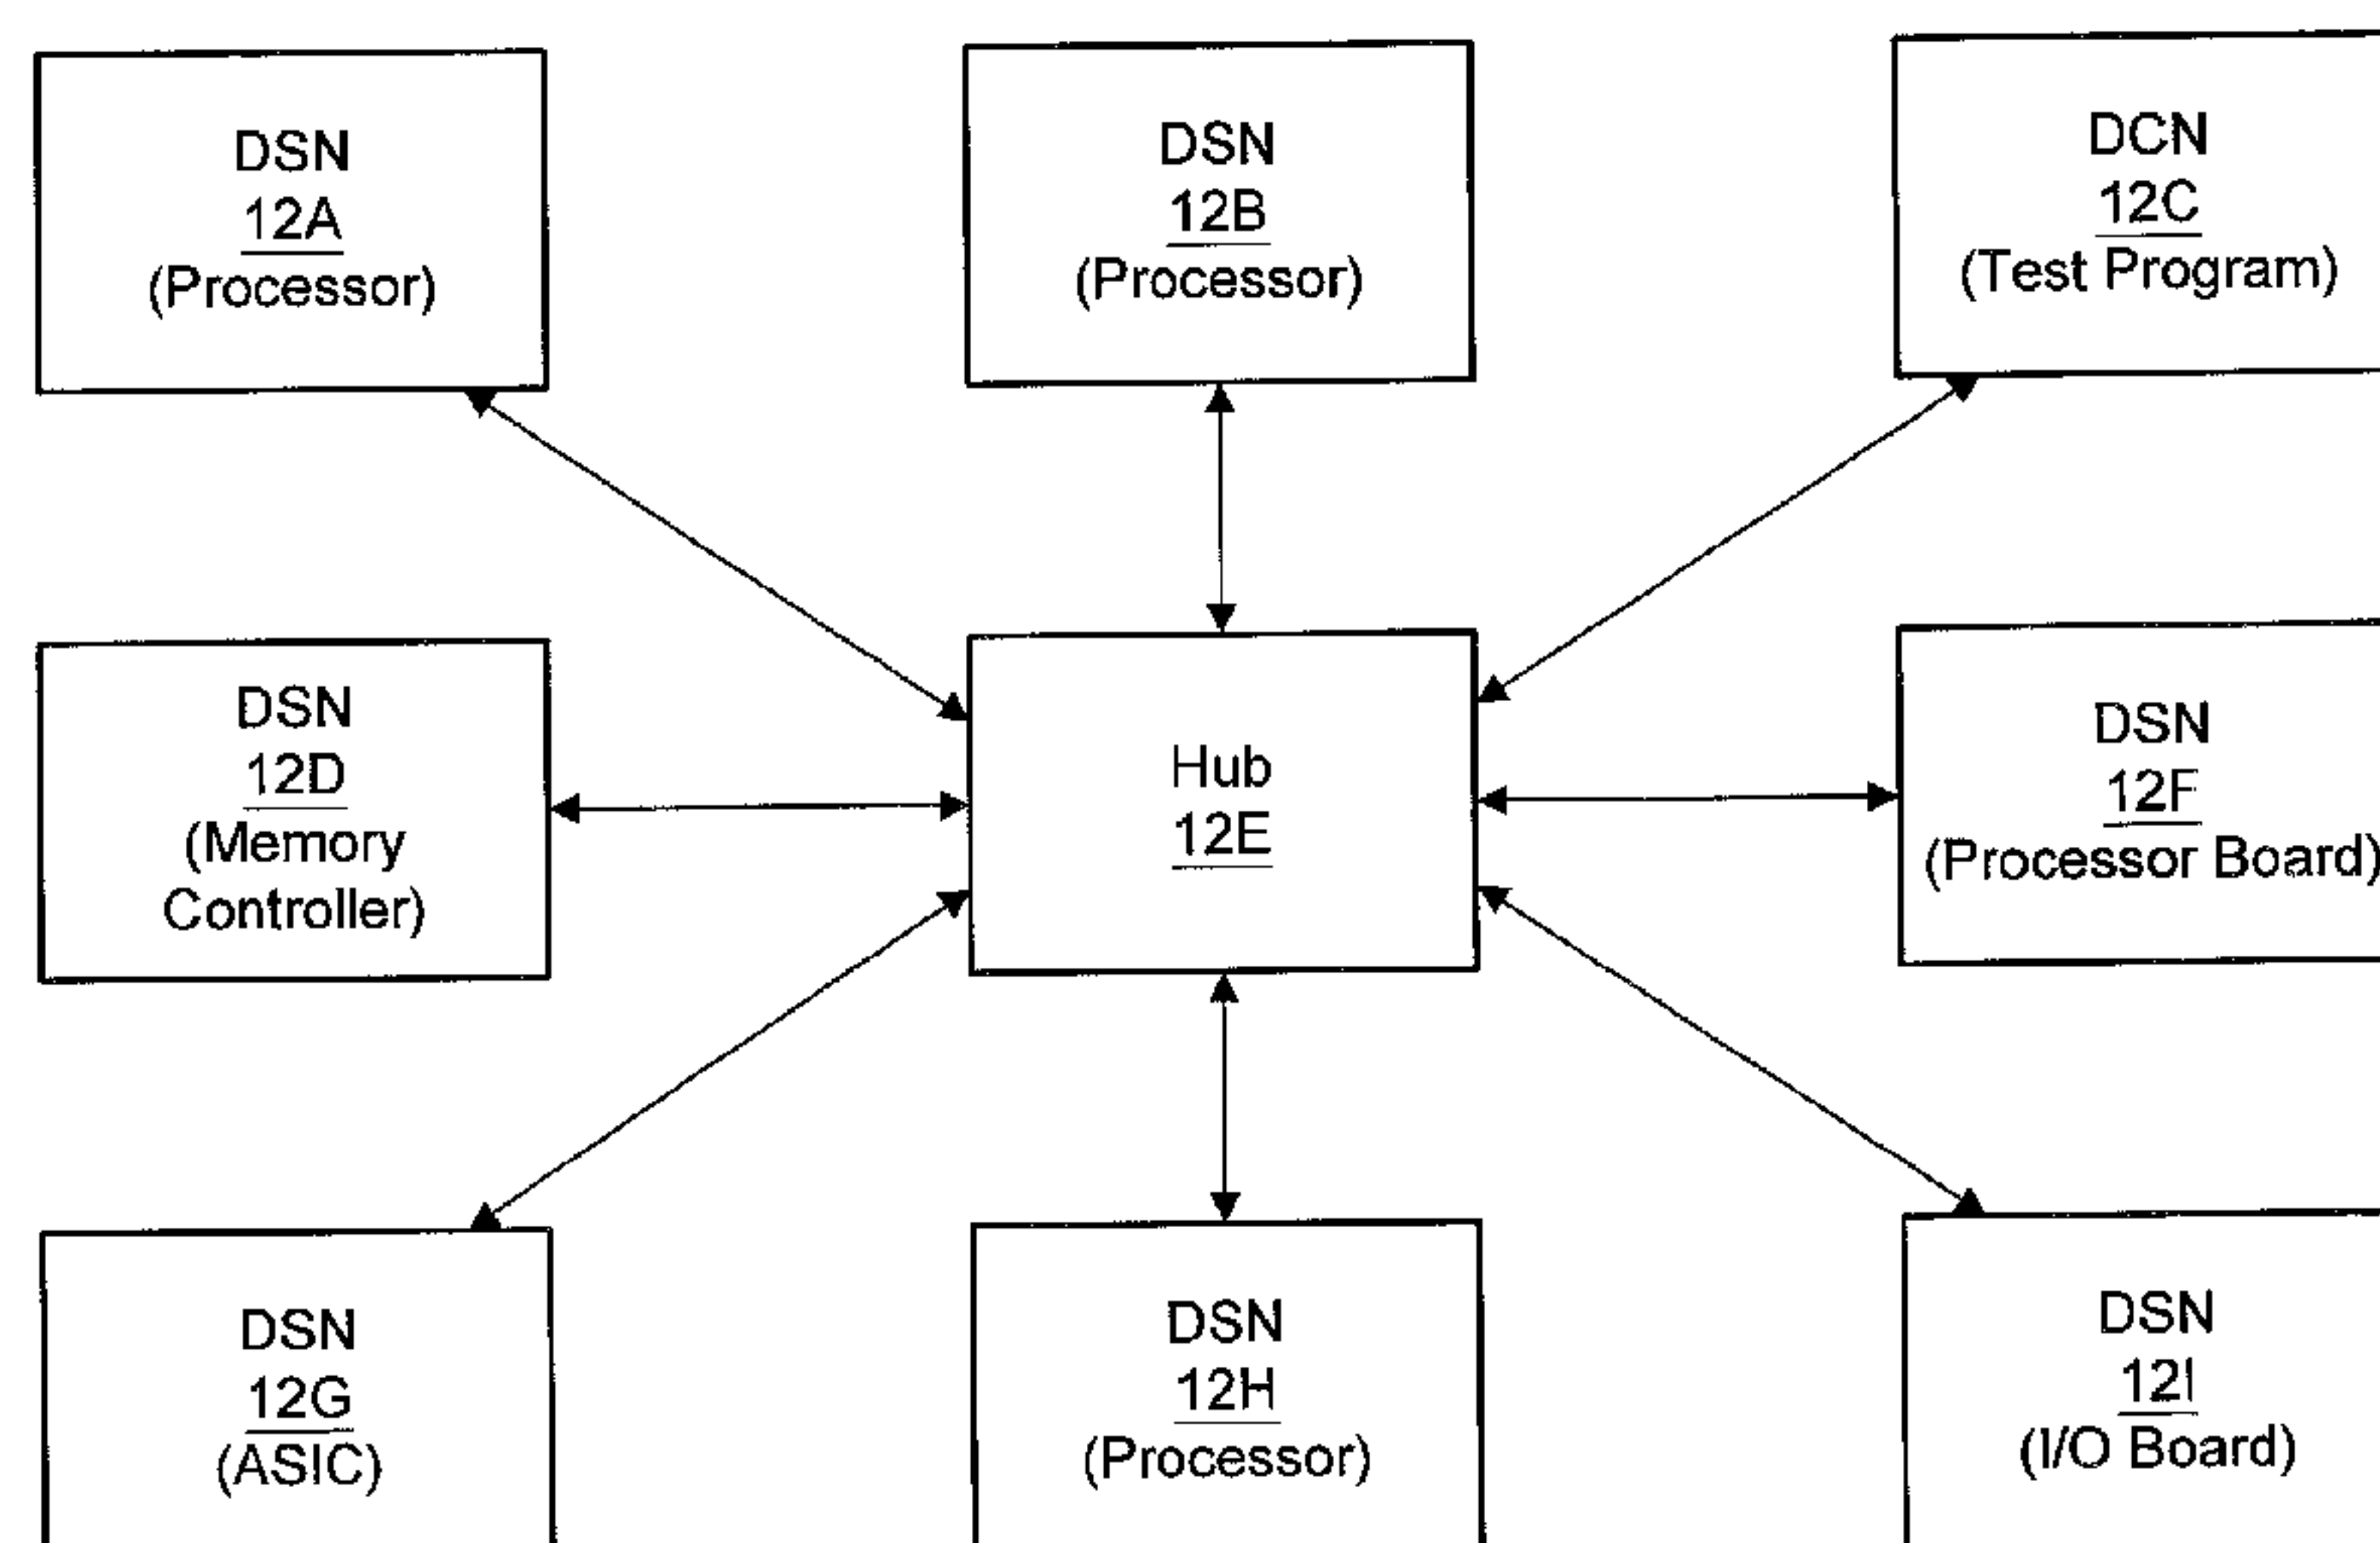 DSN
12A
(Processor)
DSN
12B
(Processor)
DCN
12C
(Test Program)
DSN
12D
(Memory
Controller)
Hub
12E
DSN
12F
(Processor Board)
DSN
12G
(ASIC)
DSN
12H
(Processor)
DSN
12I
(I/O Board)